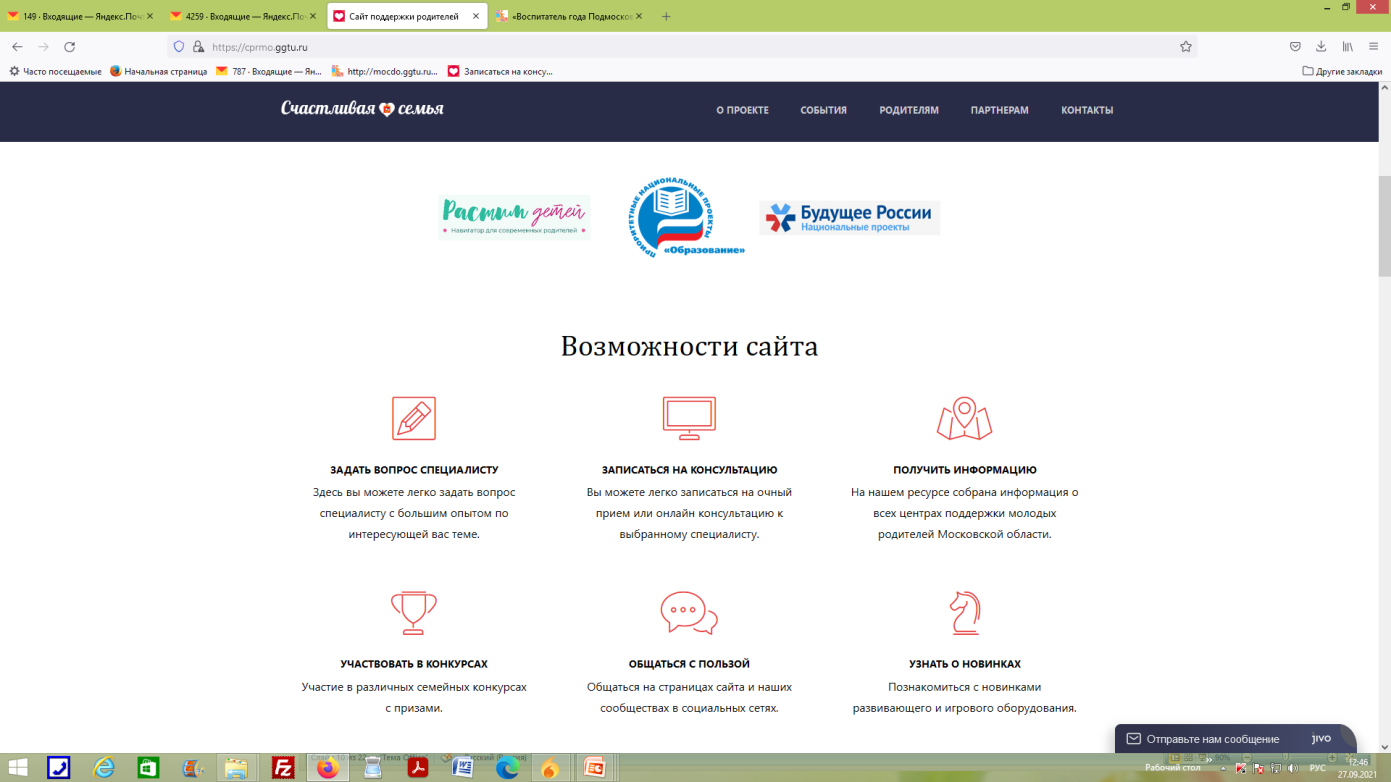 149 · Входящие — Яндекс.Поч
4259 · Входящие — Яндекс.По
Сайт поддержки родителей
«Воспитатель года Подмосков
https://cprmo.ggtu.ru
Часто посещаемые
Начальная страница
787 · Входящие — Ян...
http://mocdo.ggtu.ru...
Записаться на консу...
Другие закладки
Счастливая семья
О ПРОЕКТЕ
СОБЫТИЯ
РОДИТЕЛЯМ
ПАРТНЕРАМ
КОНТАКТЫ
Растим детей
Навигатор для современных родителей
ПРИОРИТЕТНЫЕ НАЦИОНАЛЬНЫЕ ПРОЕКТЫ
«Образование»
Будущее России
Национальные проекты
Возможности сайта
ЗАДАТЬ ВОПРОС СПЕЦИАЛИСТУ
Здесь вы можете легко задать вопрос
специалисту с большим опытом по
интересующей вас теме.
ЗАПИСАТЬСЯ НА КОНСУЛЬТАЦИЮ
Вы можете легко записаться на очный
прием или онлайн консультацию к
выбранному специалисту.
ПОЛУЧИТЬ ИНФОРМАЦИЮ
На нашем ресурсе собрана информация о
всех центрах поддержки молодых
родителей Московской области.
УЧАСТВОВАТЬ В КОНКУРСАХ
Участие в различных семейных конкурсах
с призами.
ОБЩАТЬСЯ С ПОЛЬЗОЙ
Общаться на страницах сайта и наших
сообществах в социальных сетях.
УЗНАТЬ О НОВИНКАХ
Познакомиться с новинками
развивающего и игрового оборудования.
Отправьте нам сообщение
jivo
Рабочий стол
РУС
12:46
27.09.2021